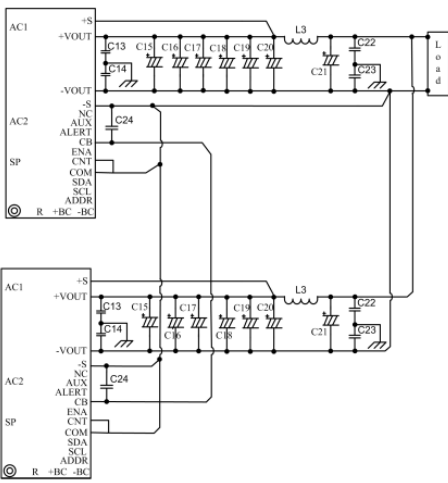 +S
L3
AC1
+VOUT
C13
C15 C16 C17 C18 C19 C20
C22
L
o
a
d
C14
C21
C23
-VOUT
-S
NC
C24
AC2
AUX
ALERT
CB
ENA
SP
CNT
COM
SDA
SCL
ADDR
R +BC -BC
+S
L3
AC1
+VOUT
C13
C15 C17 C19 C20
C22
C14
C16 C18
C21
C23
-VOUT
-S
NC
C24
AC2
AUX
ALERT
CB
ENA
SP
CNT
COM
SDA
SCL
ADDR
R +BC -BC